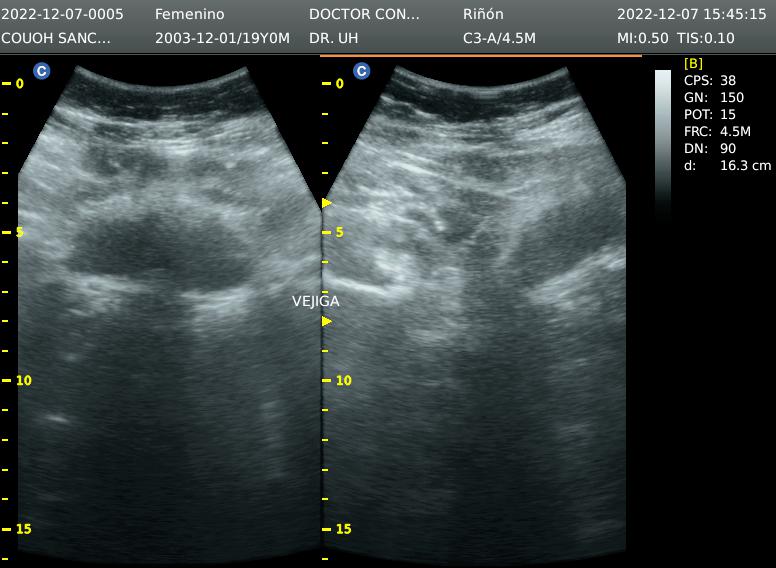 2022-12-07-0005 Femenino DOCTOR CON... Riñón 2022-12-07 15:45:15
COUOH SANC... 2003-12-01/19Y0M DR. UH C3-A/4.5M MI:0.50 TIS:0.10
C C [B]
0 0 CPS: 38
GN: 150
POT: 15
FRC: 4.5M
DN: 90
d: 16.3 cm
5 5
VEJIGA
10 10
15 15